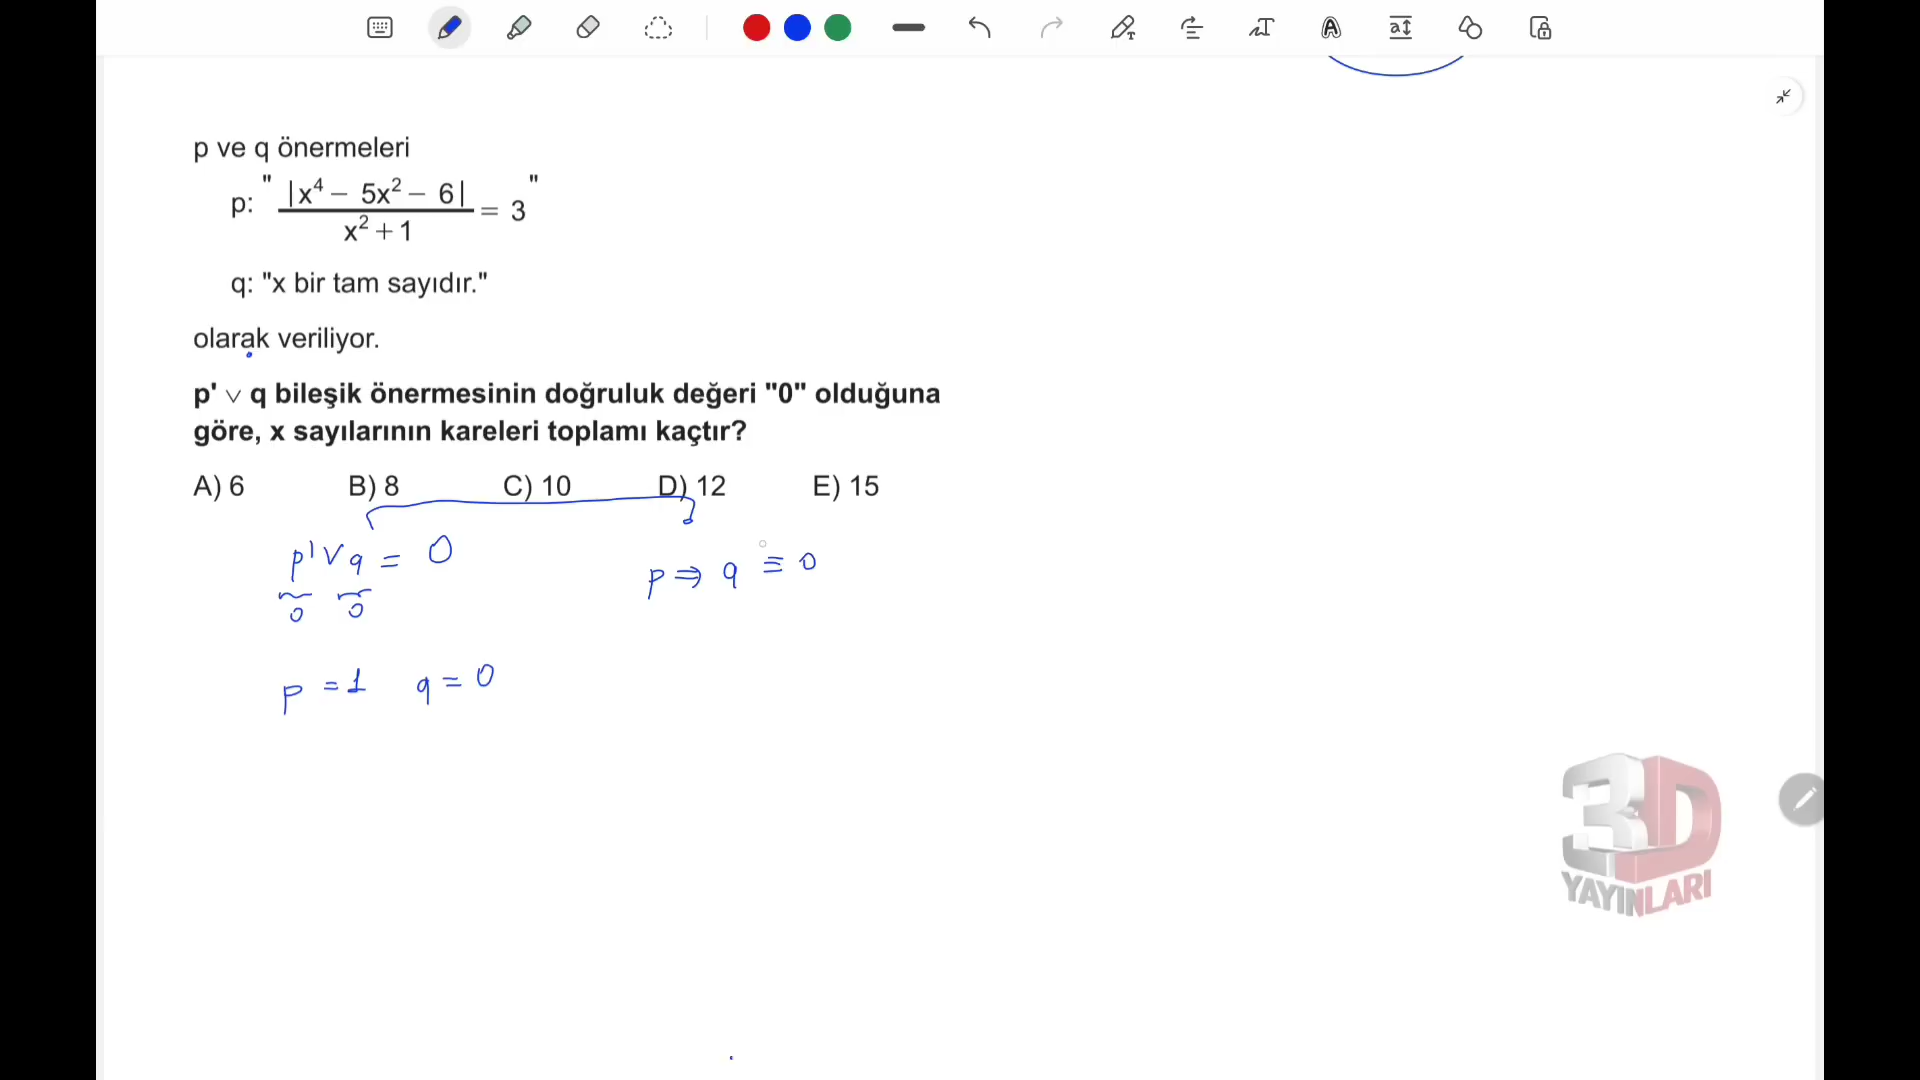 p ve q önermeleri
p: "|x⁴ – 5x² – 6| / x² + 1 = 3"
q: "x bir tam sayıdır."
olarak veriliyor.
p' ∨ q bileşik önermesinin doğruluk değeri "0" olduğuna
göre, x sayılarının kareleri toplamı kaçtır?
A) 6 B) 8 C) 10 D) 12 E) 15
p' ∨ q = 0
0 0
p ⇒ q ≡ 0
p = 1 q = 0
3D
YAYINLARI